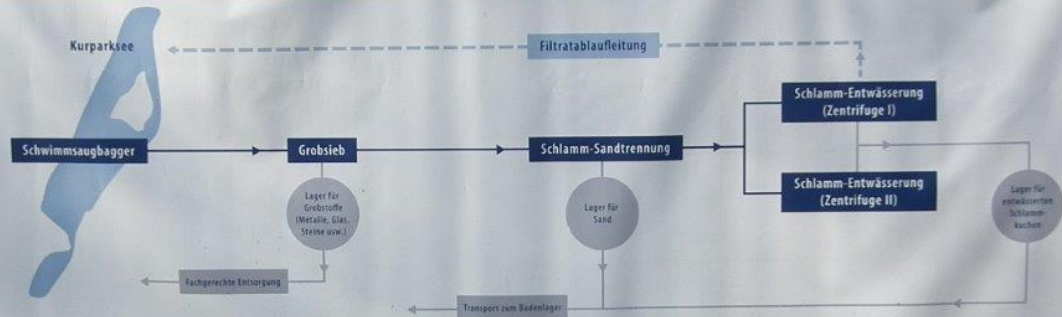 Kurparksee
Filtratablaufleitung
Schlamm-Entwässerung
(Zentrifuge I)
Schwimmsaugbagger
Grobsieb
Schlamm-Sandtrennung
Schlamm-Entwässerung
(Zentrifuge II)
Lager für
Grobstoffe
(Metalle, Glas,
Steine usw.)
Lager für
Sand
Lager für
entwässerten
Schlamm-
kuchen
Fachgerechte Entsorgung
Transport zum Bodenlager